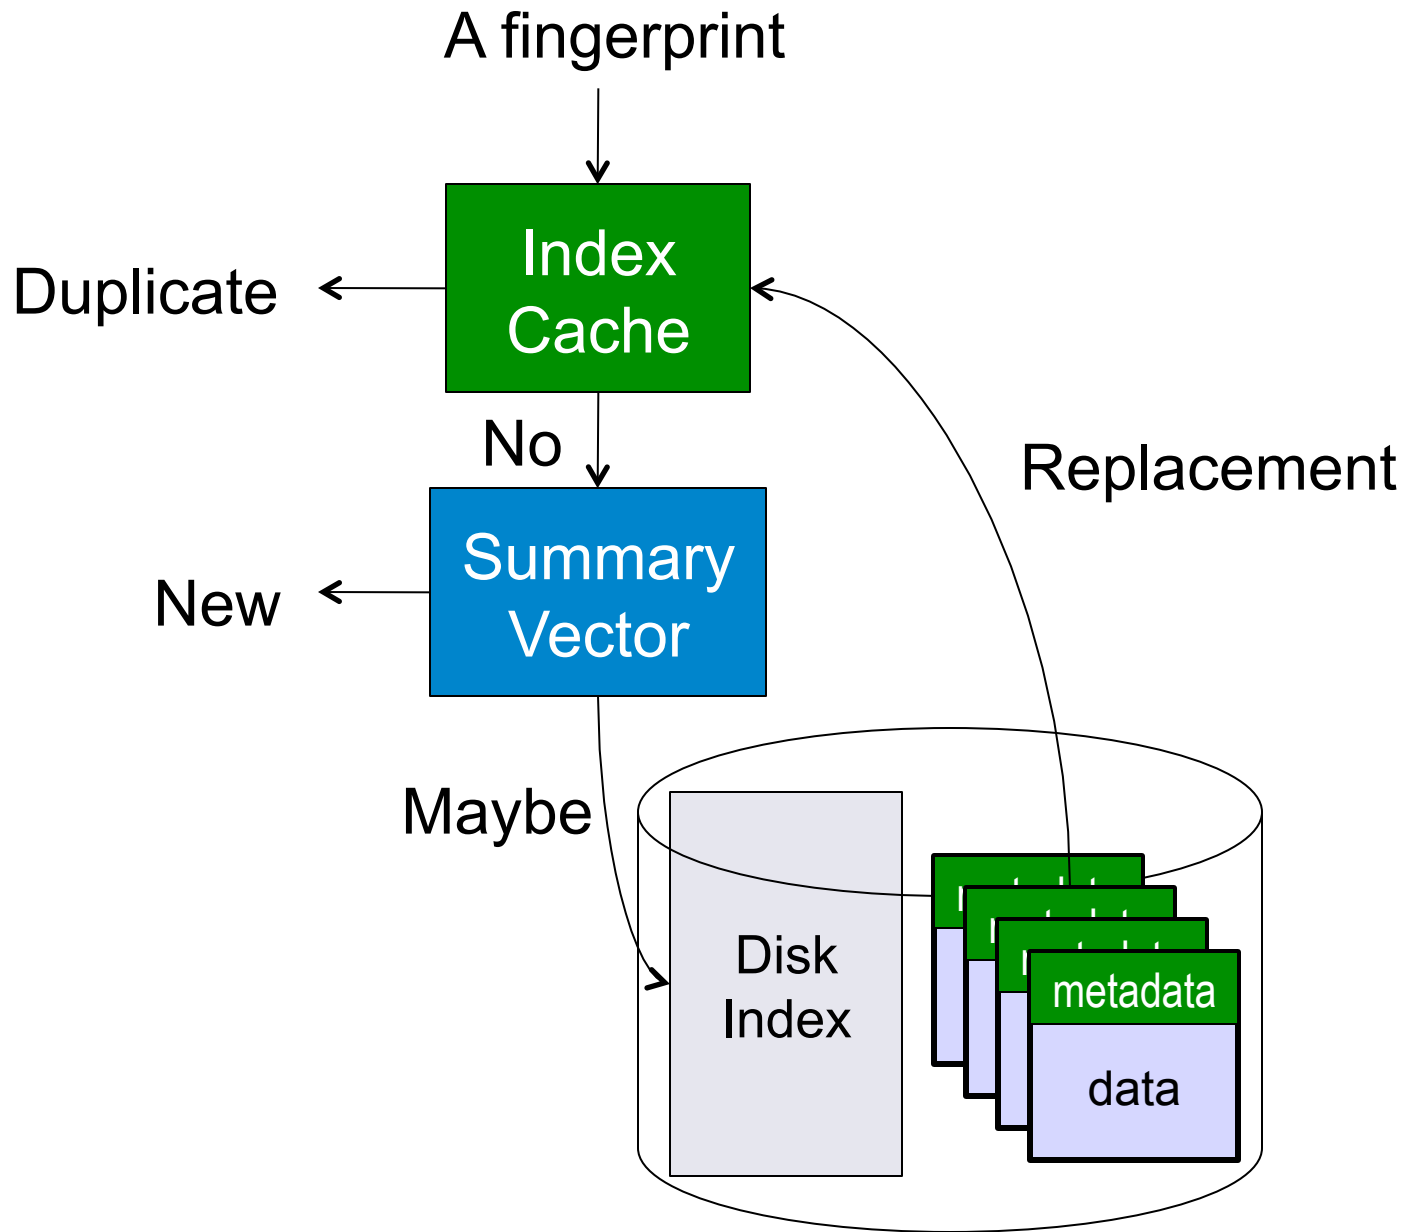 A fingerprint
Index
Cache
Duplicate
No
Replacement
Summary
Vector
New
Maybe
Disk
Index
metadata
data